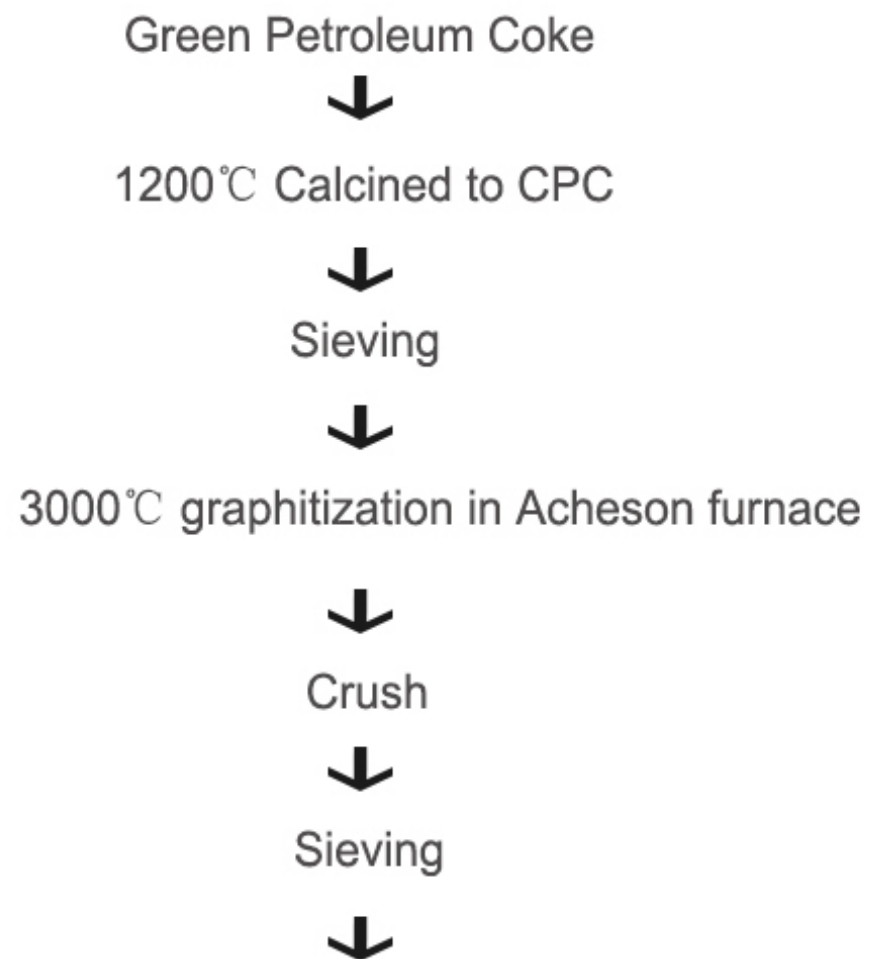 Green Petroleum Coke
1200℃ Calcined to CPC
Sieving
3000℃ graphitization in Acheson furnace
Crush
Sieving